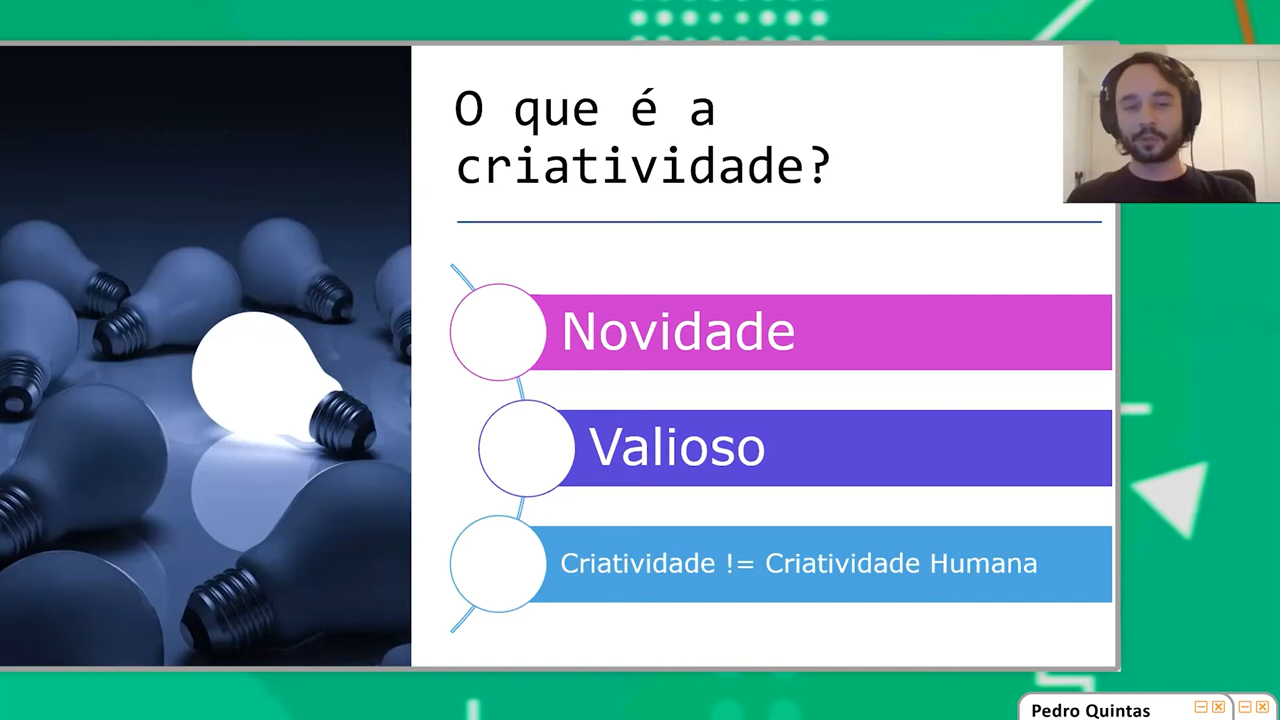 O que é a
criatividade?
Novidade
Valioso
Criatividade != Criatividade Humana
Pedro Quintas